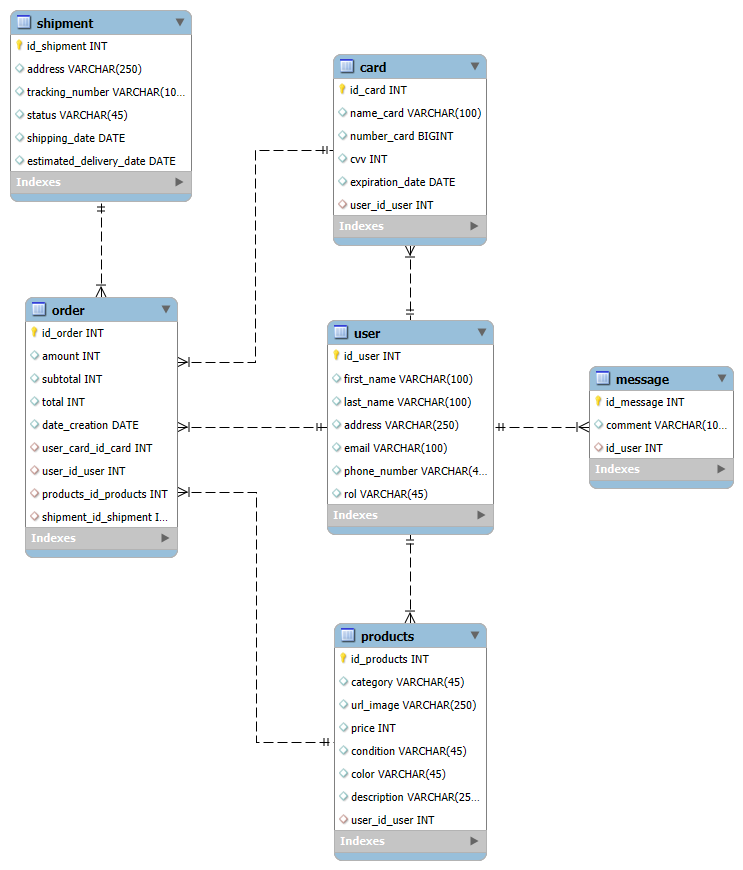 shipment
id_shipment INT
address VARCHAR(250)
tracking_number VARCHAR(10...
status VARCHAR(45)
shipping_date DATE
estimated_delivery_date DATE
Indexes
card
id_card INT
name_card VARCHAR(100)
number_card BIGINT
cvv INT
expiration_date DATE
user_id_user INT
Indexes
order
id_order INT
amount INT
subtotal INT
total INT
date_creation DATE
user_card_id_card INT
user_id_user INT
products_id_products INT
shipment_id_shipment I...
Indexes
user
id_user INT
first_name VARCHAR(100)
last_name VARCHAR(100)
address VARCHAR(250)
email VARCHAR(100)
phone_number VARCHAR(4...
rol VARCHAR(45)
Indexes
message
id_message INT
comment VARCHAR(10...
id_user INT
Indexes
products
id_products INT
category VARCHAR(45)
url_image VARCHAR(250)
price INT
condition VARCHAR(45)
color VARCHAR(45)
description VARCHAR(25...
user_id_user INT
Indexes